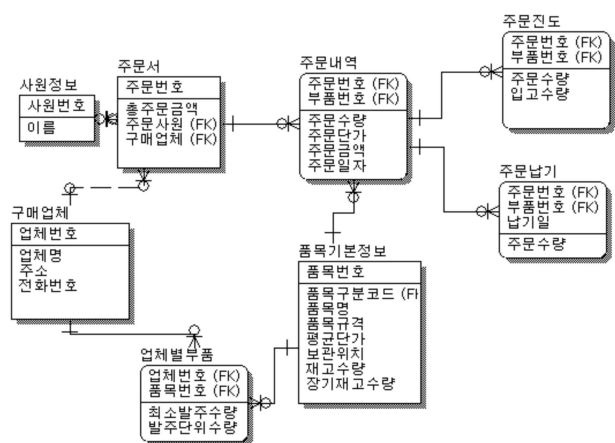 사원정보
사원번호
이름
주문서
주문번호
총주문금액
주문사원 (FK)
구매업체 (FK)
주문내역
주문번호 (FK)
부품번호 (FK)
주문수량
주문단가
주문금액
주문일자
주문진도
주문번호 (FK)
부품번호 (FK)
주문수량
입고수량
주문납기
주문번호 (FK)
부품번호 (FK)
납기일
주문수량
구매업체
업체번호
업체명
주소
전화번호
품목기본정보
품목번호
품목구분코드 (FK
품목명
품목규격
평균단가
보관위치
재고수량
장기재고수량
업체별부품
업체번호 (FK)
품목번호 (FK)
최소발주수량
발주단위수량